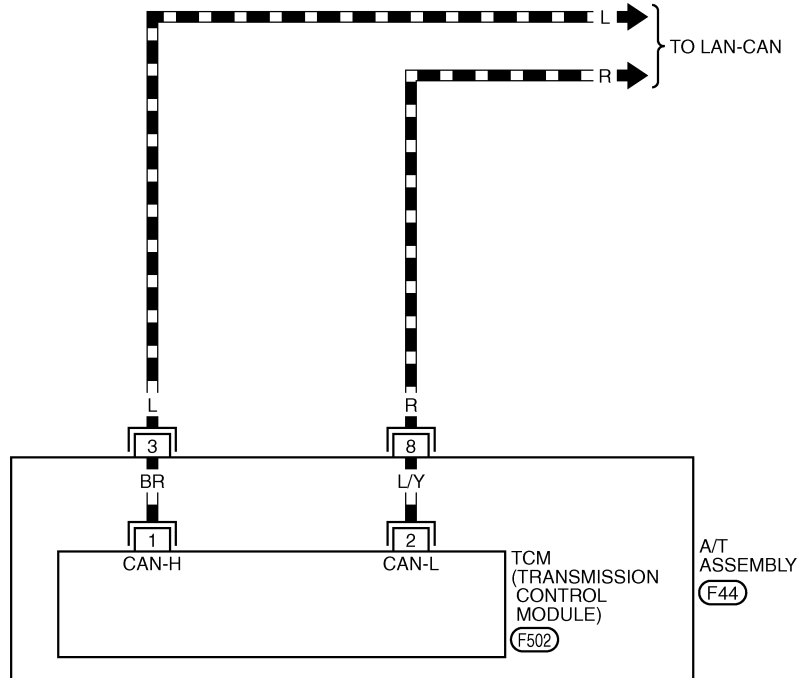 L
TO LAN-CAN
R
L
R
3
8
BR
L/Y
1
2
CAN-H
CAN-L
TCM
(TRANSMISSION
CONTROL
MODULE)
F502
A/T
ASSEMBLY
F44